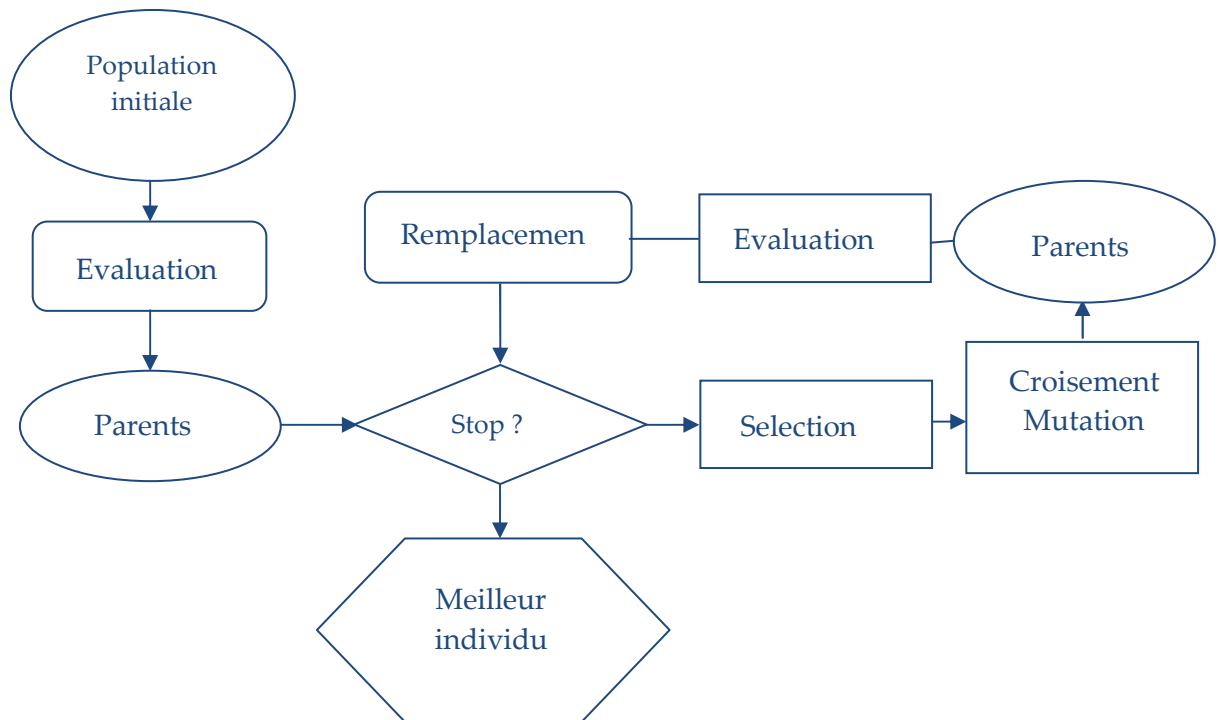 Population
initiale
Remplacemen
Evaluation
Parents
Evaluation
Croisement
Mutation
Parents
Stop ?
Selection
Meilleur
individu